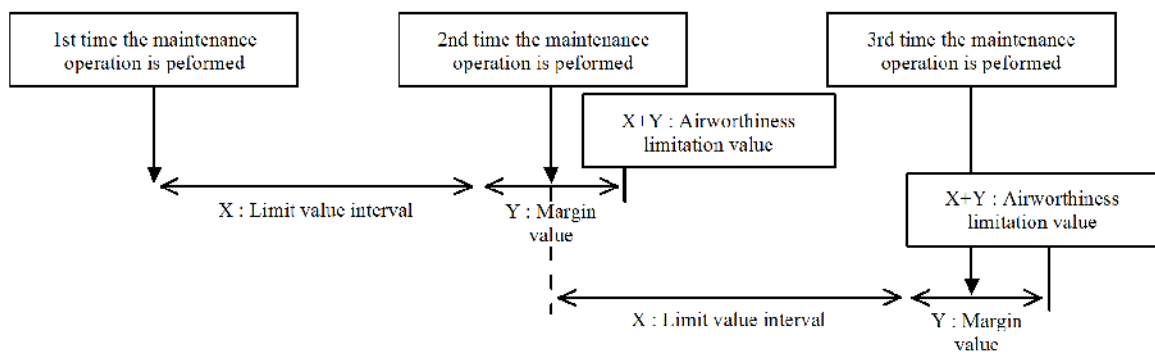 1st time the maintenance
operation is peformed
2nd time the maintenance
operation is peformed
3rd time the maintenance
operation is peformed
X+Y : Airworthiness
limitation value
X : Limit value interval
Y : Margin
value
X+Y : Airworthiness
limitation value
X : Limit value interval
Y : Margin
value